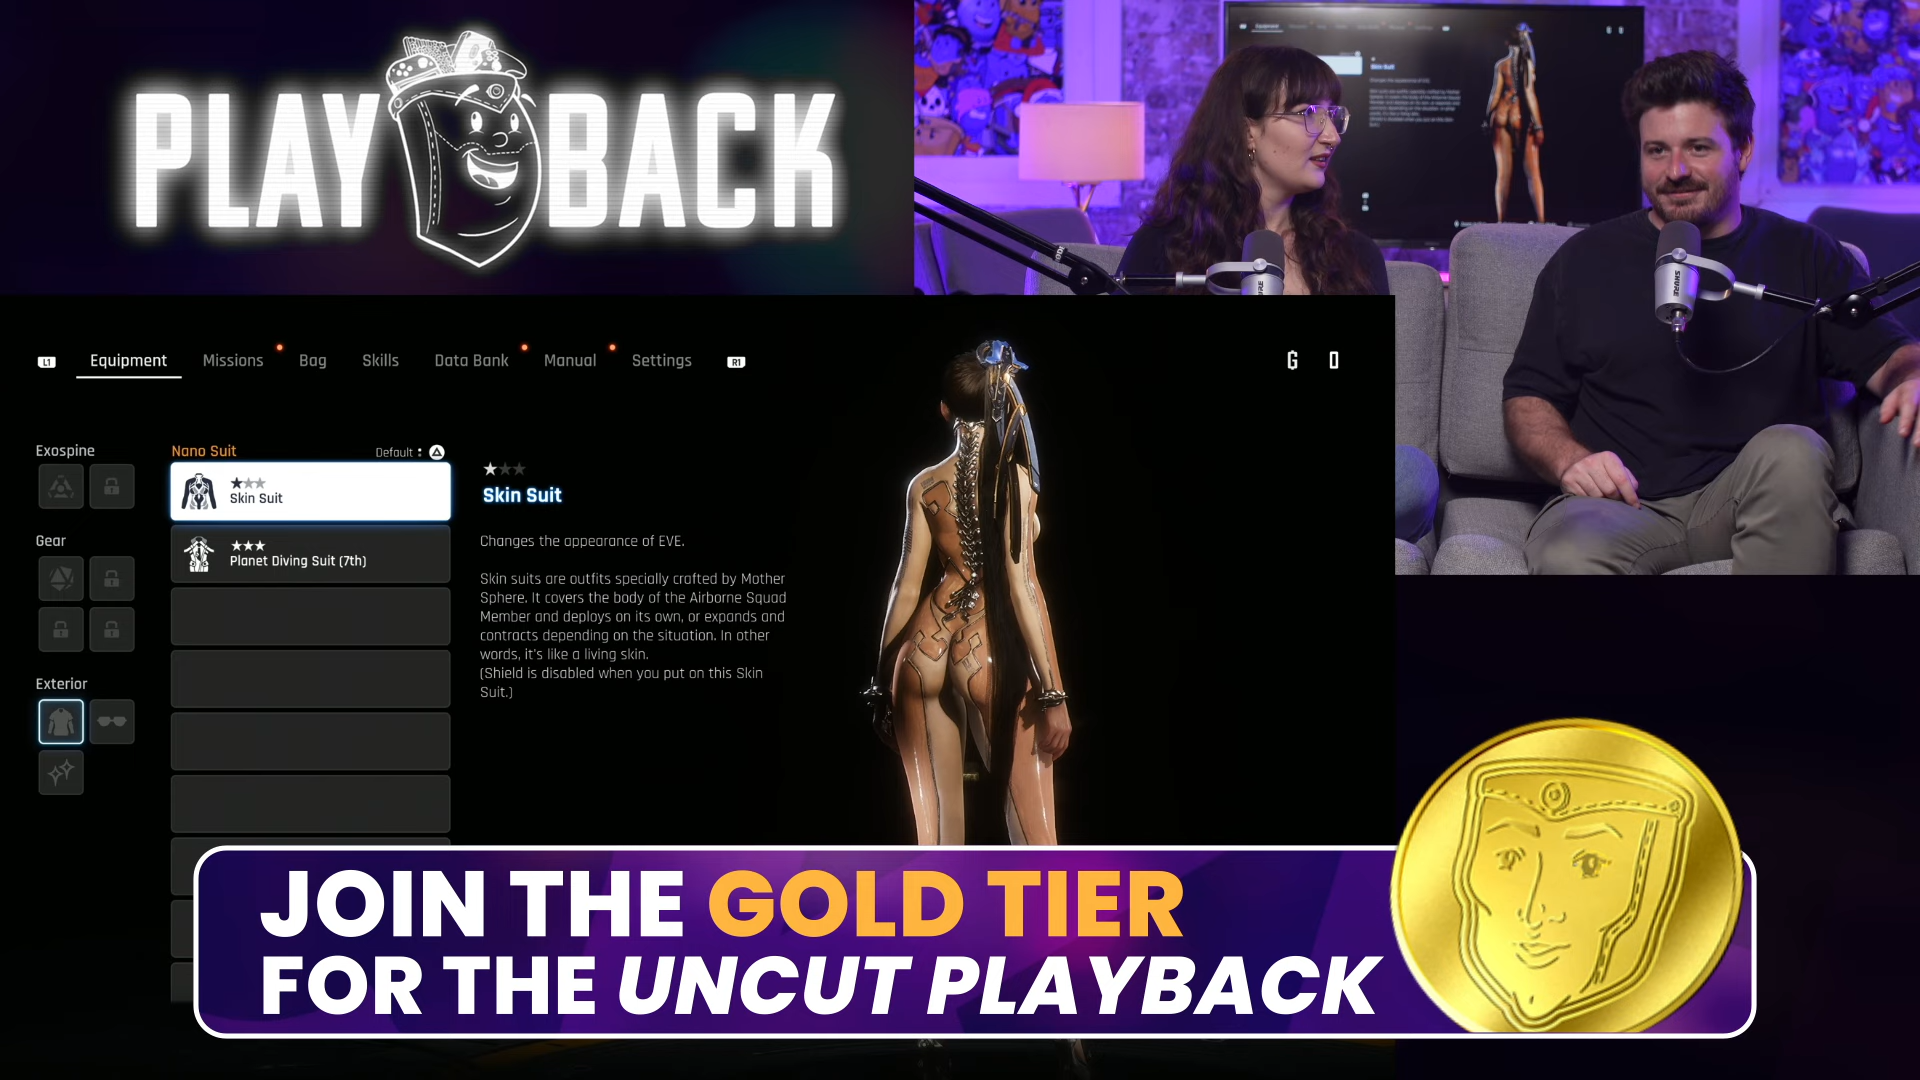 PLAY BACK
L1
Equipment
Missions
Bag
Skills
Data Bank
Manual
Settings
R1
G 0
Exospine
Gear
Exterior
Nano Suit
Default :
Skin Suit
Planet Diving Suit (7th)
Skin Suit
Changes the appearance of EVE.
Skin suits are outfits specially crafted by Mother
Sphere. It covers the body of the Airborne Squad
Member and deploys on its own, or expands and
contracts depending on the situation. In other
words, it's like a living skin.
(Shield is disabled when you put on this Skin
Suit.)
SHURE
JOIN THE GOLD TIER
FOR THE UNCUT PLAYBACK